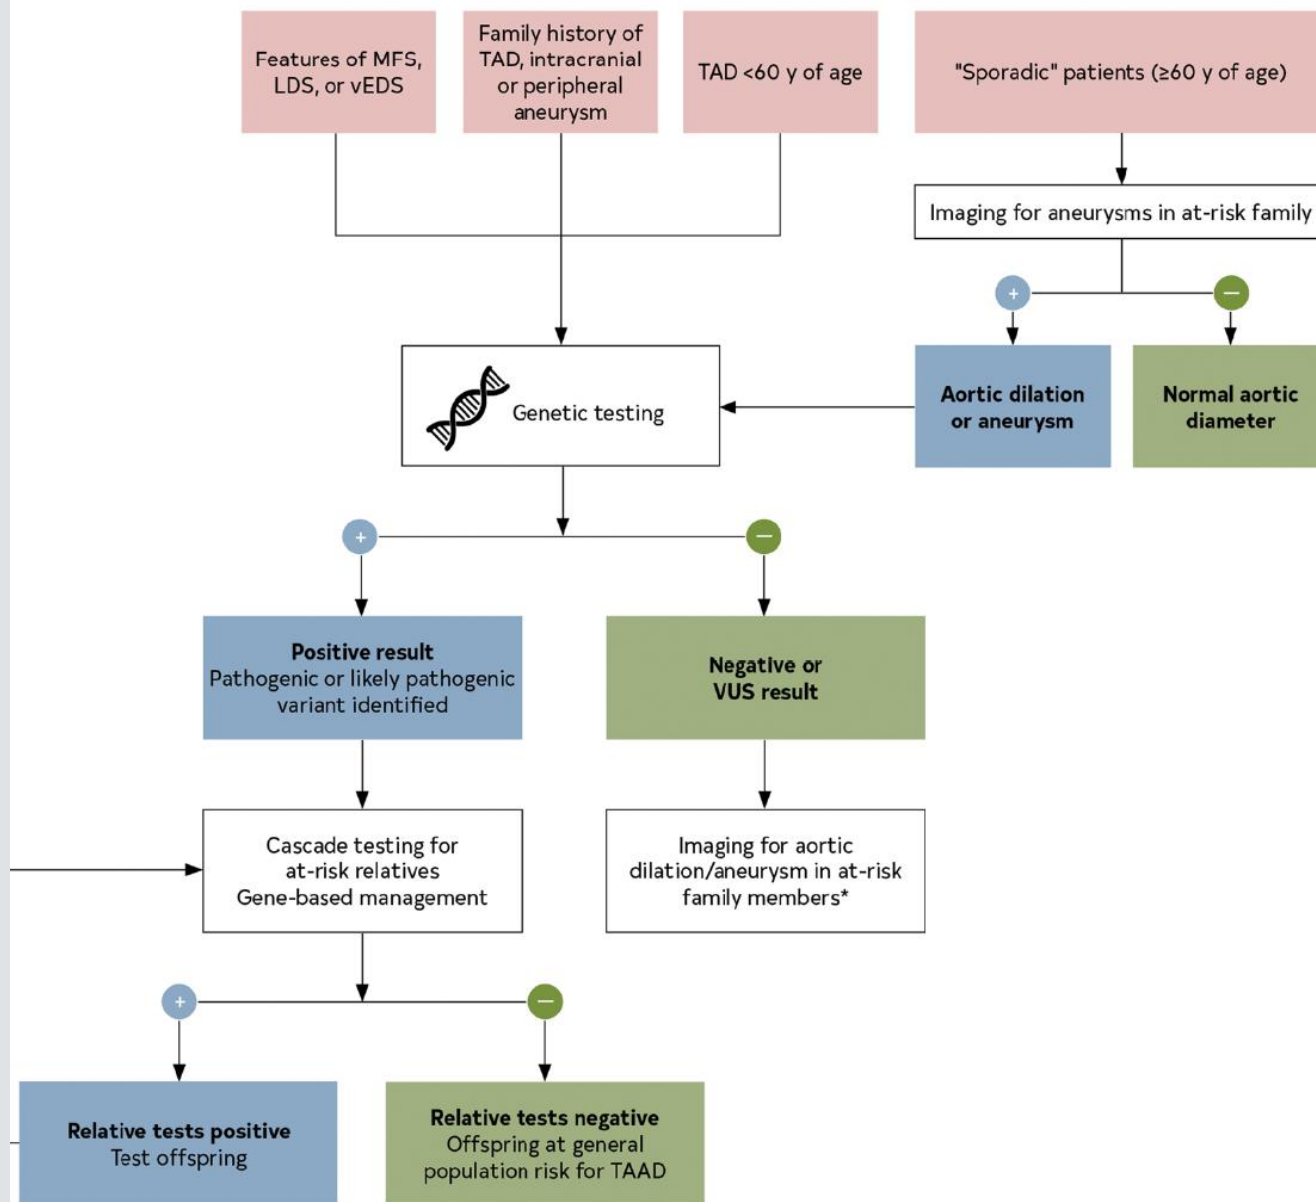 Features of MFS,
LDS, or vEDS
Family history of
TAD, intracranial
or peripheral
aneurysm
TAD <60 y of age
"Sporadic" patients (≥60 y of age)
Imaging for aneurysms in at-risk family
+
—
Aortic dilation
or aneurysm
Normal aortic
diameter
Genetic testing
+
—
Positive result
Pathogenic or likely pathogenic
variant identified
Negative or
VUS result
Cascade testing for
at-risk relatives
Gene-based management
Imaging for aortic
dilation/aneurysm in at-risk
family members*
+
—
Relative tests positive
Test offspring
Relative tests negative
Offspring at general
population risk for TAAD